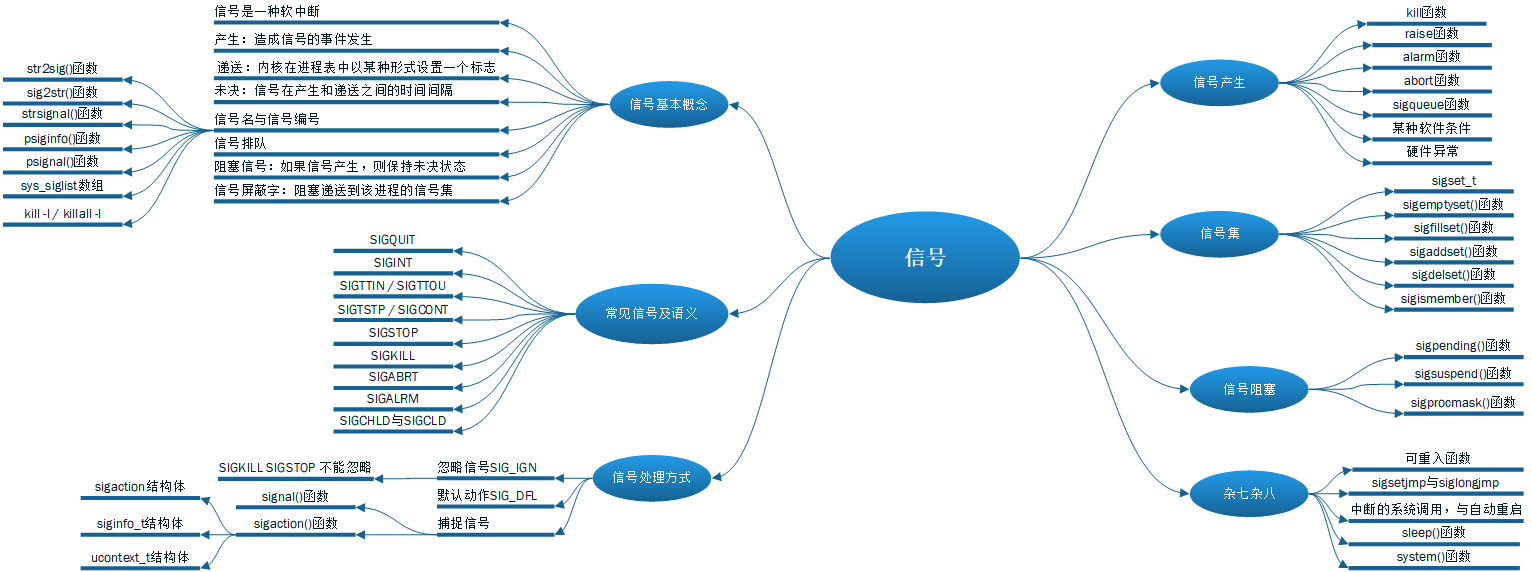 信号
信号基本概念
信号是一种软中断
产生：造成信号的事件发生
递送：内核在进程表中以某种形式设置一个标志
未决：信号在产生和递送之间的时间间隔
信号名与信号编号
str2sig()函数
sig2str()函数
strsignal()函数
psiginfo()函数
psignal()函数
sys_siglist数组
kill -l / killall -l
信号排队
阻塞信号：如果信号产生，则保持未决状态
信号屏蔽字：阻塞递送到该进程的信号集
常见信号及语义
SIGQUIT
SIGINT
SIGTTIN / SIGTTOU
SIGTSTP / SIGCONT
SIGSTOP
SIGKILL
SIGABRT
SIGALRM
SIGCHLD与SIGCLD
信号处理方式
忽略信号SIG_IGN
SIGKILL SIGSTOP 不能忽略
默认动作SIG_DFL
捕捉信号
signal()函数
sigaction()函数
sigaction结构体
siginfo_t结构体
ucontext_t结构体
信号产生
kill函数
raise函数
alarm函数
abort函数
sigqueue函数
某种软件条件
硬件异常
信号集
sigset_t
sigemptyset()函数
sigfillset()函数
sigaddset()函数
sigdelset()函数
sigismember()函数
信号阻塞
sigpending()函数
sigsuspend()函数
sigprocmask()函数
杂七杂八
可重入函数
sigsetjmp与siglongjmp
中断的系统调用，与自动重启
sleep()函数
system()函数